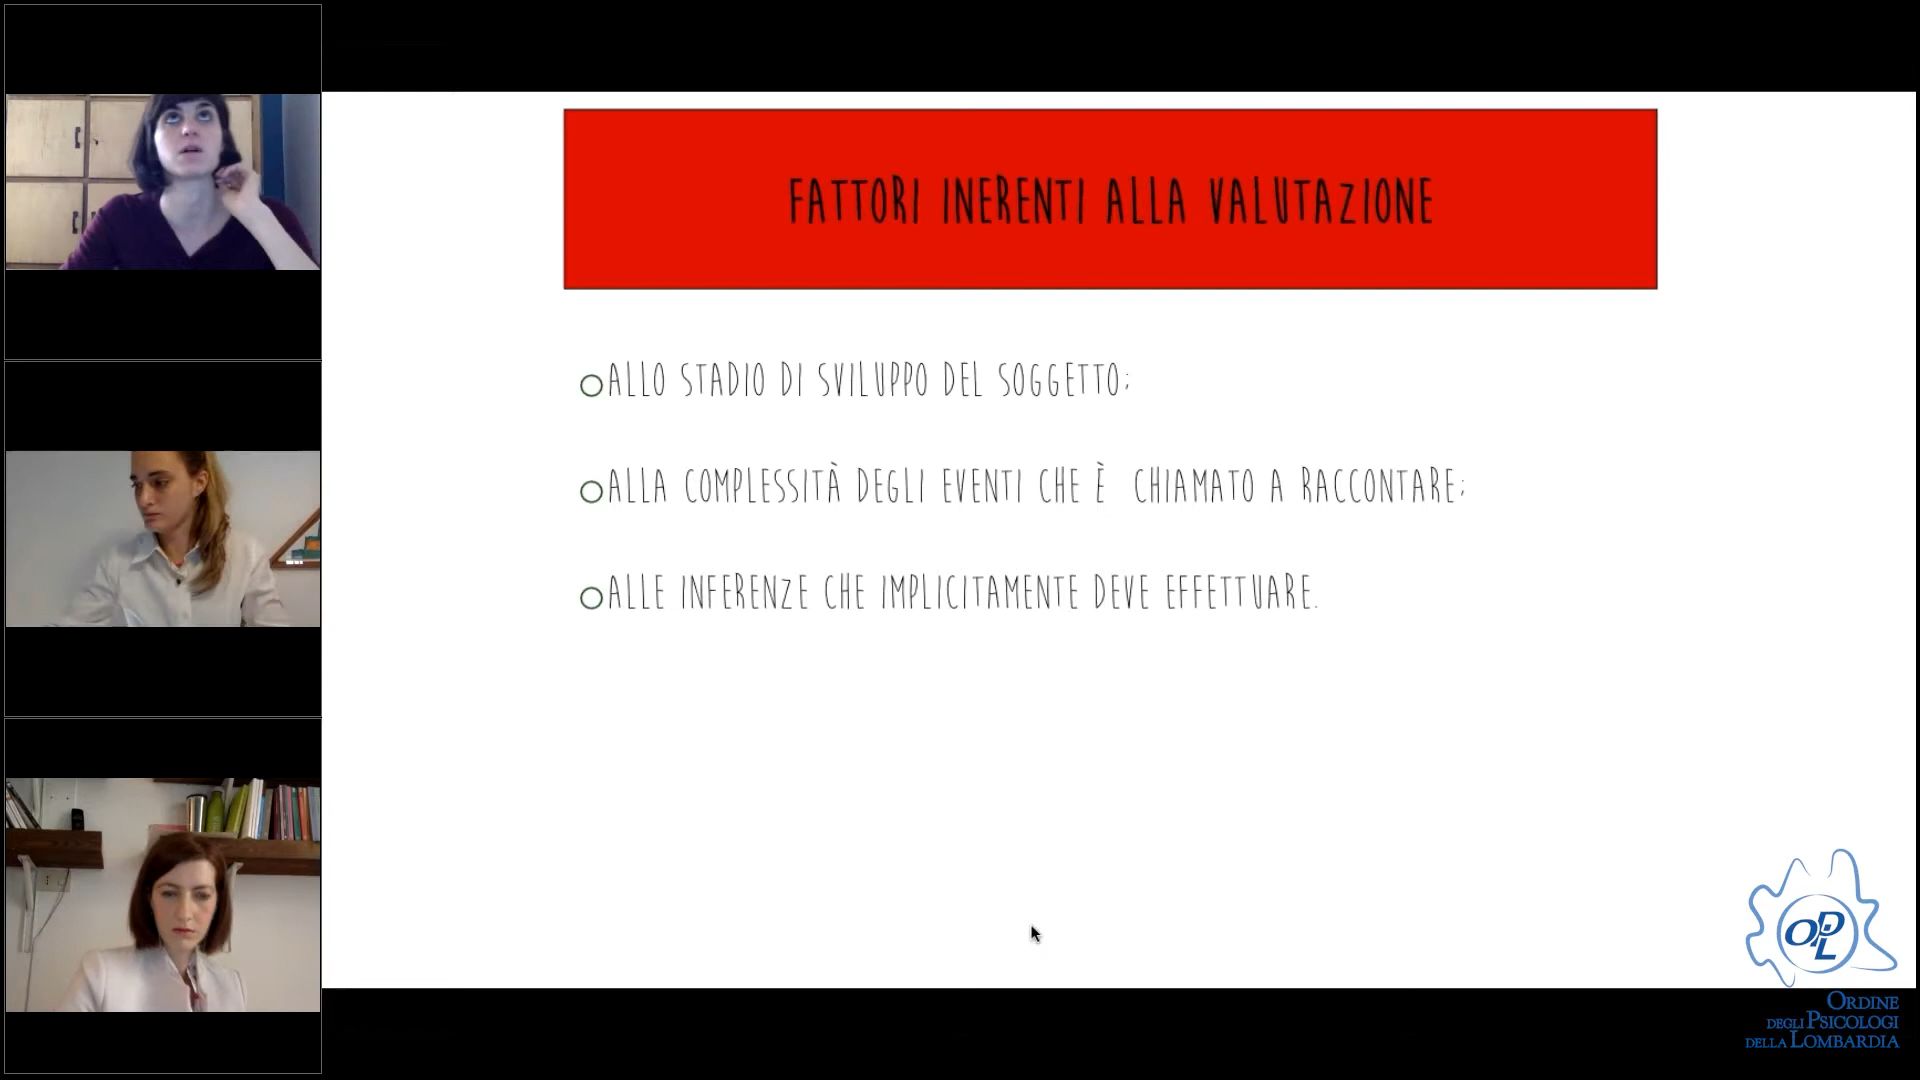 FATTORI INERENTI ALLA VALUTAZIONE
ALLO STADIO DI SVILUPPO DEL SOGGETTO;
ALLA COMPLESSITÀ DEGLI EVENTI CHE È CHIAMATO A RACCONTARE;
ALLE INFERENZE CHE IMPLICITAMENTE DEVE EFFETTUARE.
OPL
ORDINE
DEGLI PSICOLOGI
DELLA LOMBARDIA